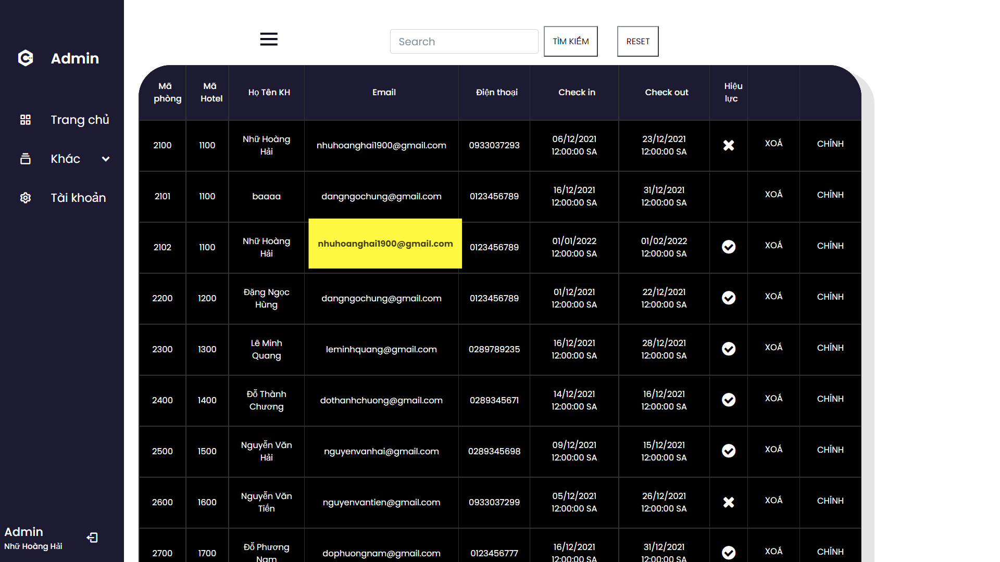 Admin
Trang chủ
Khác
Tài khoản
Admin
Nhữ Hoàng Hải
Search
TÌM KIẾM
RESET
Mã phòng
Mã Hotel
Họ Tên KH
Email
Điện thoại
Check in
Check out
Hiệu lực
2100
1100
Nhữ Hoàng
Hải
nhuhoanghai1900@gmail.com
0933037293
06/12/2021
12:00:00 SA
23/12/2021
12:00:00 SA
XOÁ
CHỈNH
2101
1100
baaaa
dangngochung@gmail.com
0123456789
16/12/2021
12:00:00 SA
31/12/2021
12:00:00 SA
XOÁ
CHỈNH
2102
1100
Nhữ Hoàng
Hải
nhuhoanghai1900@gmail.com
0123456789
01/01/2022
12:00:00 SA
01/02/2022
12:00:00 SA
XOÁ
CHỈNH
2200
1200
Đặng Ngọc
Hùng
dangngochung@gmail.com
0123456789
01/12/2021
12:00:00 SA
22/12/2021
12:00:00 SA
XOÁ
CHỈNH
2300
1300
Lê Minh
Quang
leminhquang@gmail.com
0289789235
16/12/2021
12:00:00 SA
28/12/2021
12:00:00 SA
XOÁ
CHỈNH
2400
1400
Đỗ Thành
Chương
dothanhchuong@gmail.com
0289345671
14/12/2021
12:00:00 SA
16/12/2021
12:00:00 SA
XOÁ
CHỈNH
2500
1500
Nguyễn Văn
Hải
nguyenvanhai@gmail.com
0289345698
09/12/2021
12:00:00 SA
15/12/2021
12:00:00 SA
XOÁ
CHỈNH
2600
1600
Nguyễn Văn
Tiến
nguyenvantien@gmail.com
0933037299
05/12/2021
12:00:00 SA
26/12/2021
12:00:00 SA
XOÁ
CHỈNH
2700
1700
Đỗ Phương
Nam
dophuongnam@gmail.com
0123456777
16/12/2021
12:00:00 SA
31/12/2021
12:00:00 SA
XOÁ
CHỈNH